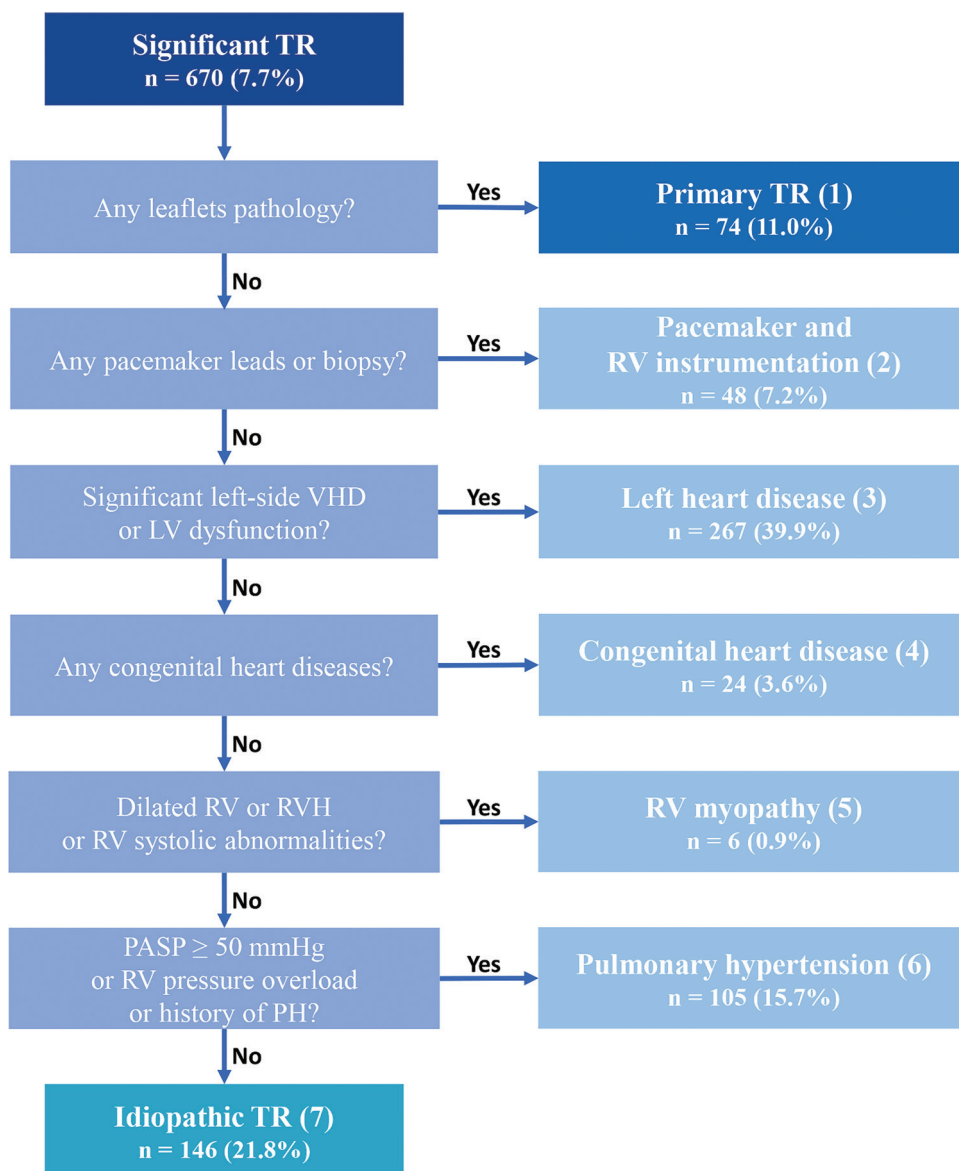 Significant TR
n = 670 (7.7%)
Any leaflets pathology?
Yes
Primary TR (1)
n = 74 (11.0%)
No
Any pacemaker leads or biopsy?
Yes
Pacemaker and
RV instrumentation (2)
n = 48 (7.2%)
No
Significant left-side VHD
or LV dysfunction?
Yes
Left heart disease (3)
n = 267 (39.9%)
No
Any congenital heart diseases?
Yes
Congenital heart disease (4)
n = 24 (3.6%)
No
Dilated RV or RVH
or RV systolic abnormalities?
Yes
RV myopathy (5)
n = 6 (0.9%)
No
PASP ≥ 50 mmHg
or RV pressure overload
or history of PH?
Yes
Pulmonary hypertension (6)
n = 105 (15.7%)
No
Idiopathic TR (7)
n = 146 (21.8%)